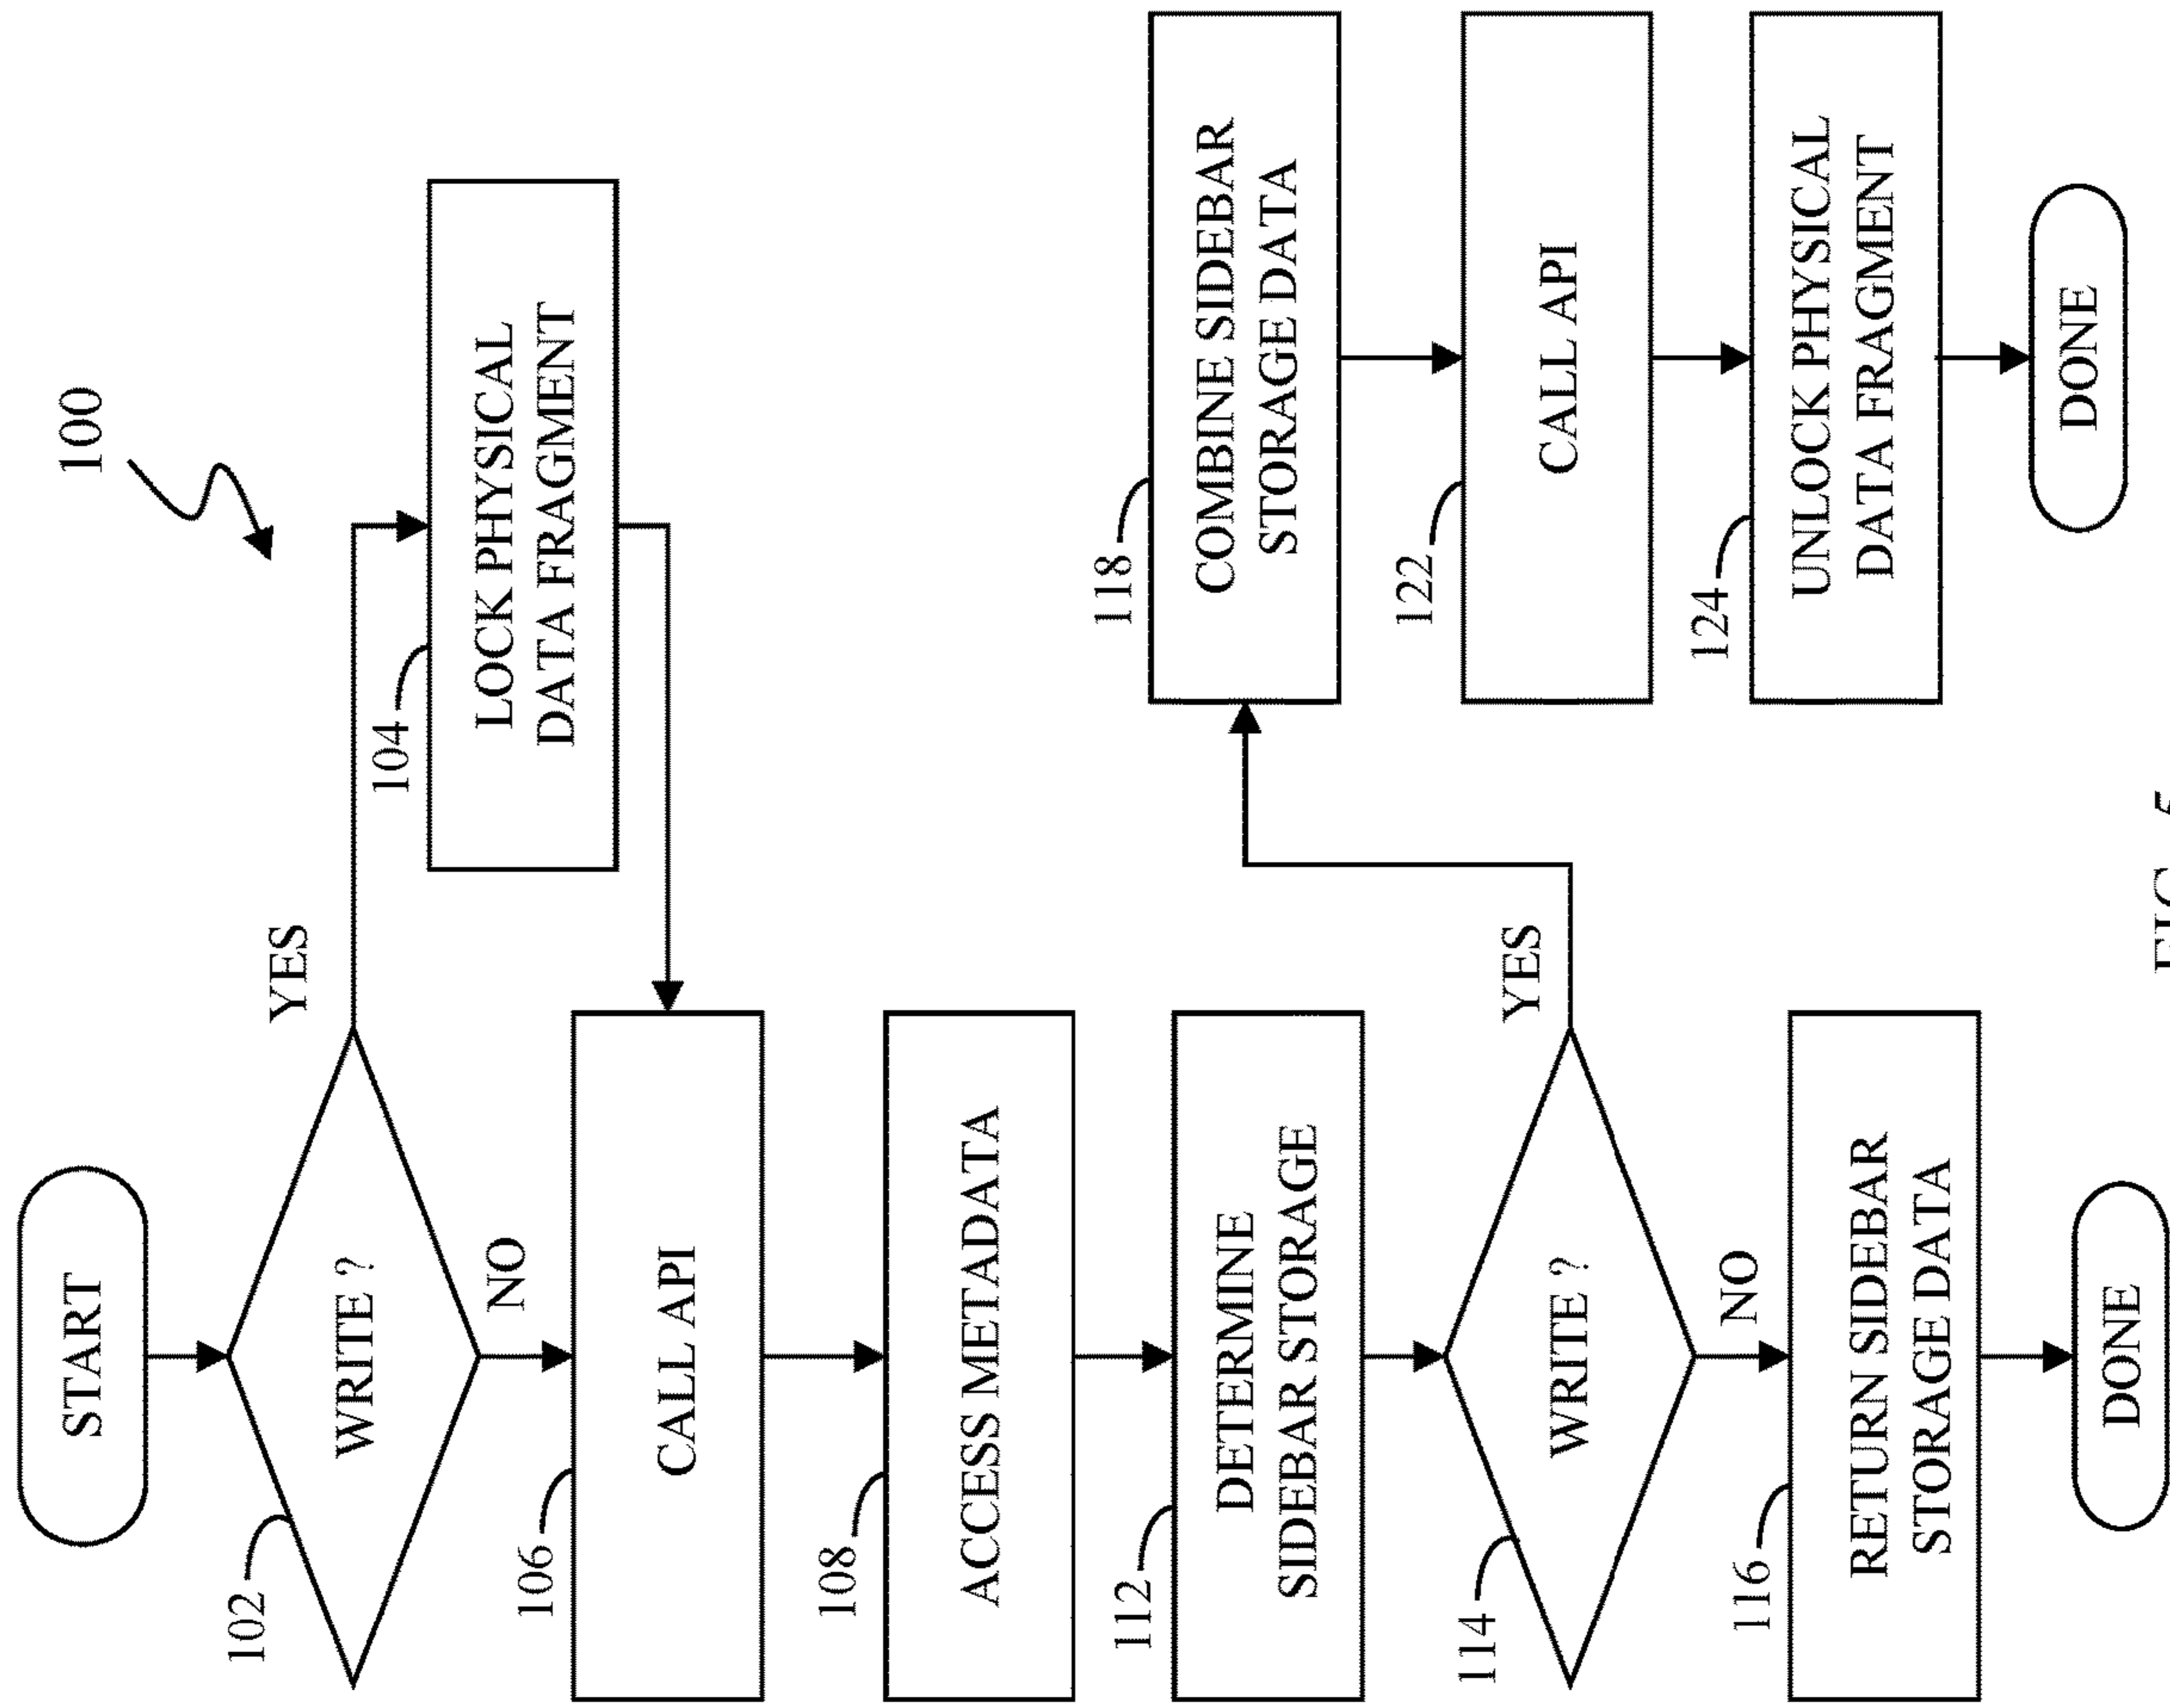 100
START
102
WRITE ?
YES
NO
104
LOCK PHYSICAL
DATA FRAGMENT
106
CALL API
108
ACCESS METADATA
112
DETERMINE
SIDEBAR STORAGE
114
WRITE ?
YES
NO
116
RETURN SIDEBAR
STORAGE DATA
DONE
118
COMBINE SIDEBAR
STORAGE DATA
122
CALL API
124
UNLOCK PHYSICAL
DATA FRAGMENT
DONE